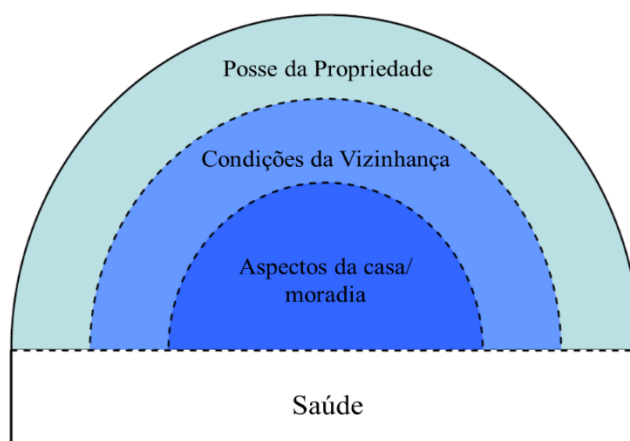 Posse da Propriedade
Condições da Vizinhança
Aspectos da casa/
moradia
Saúde